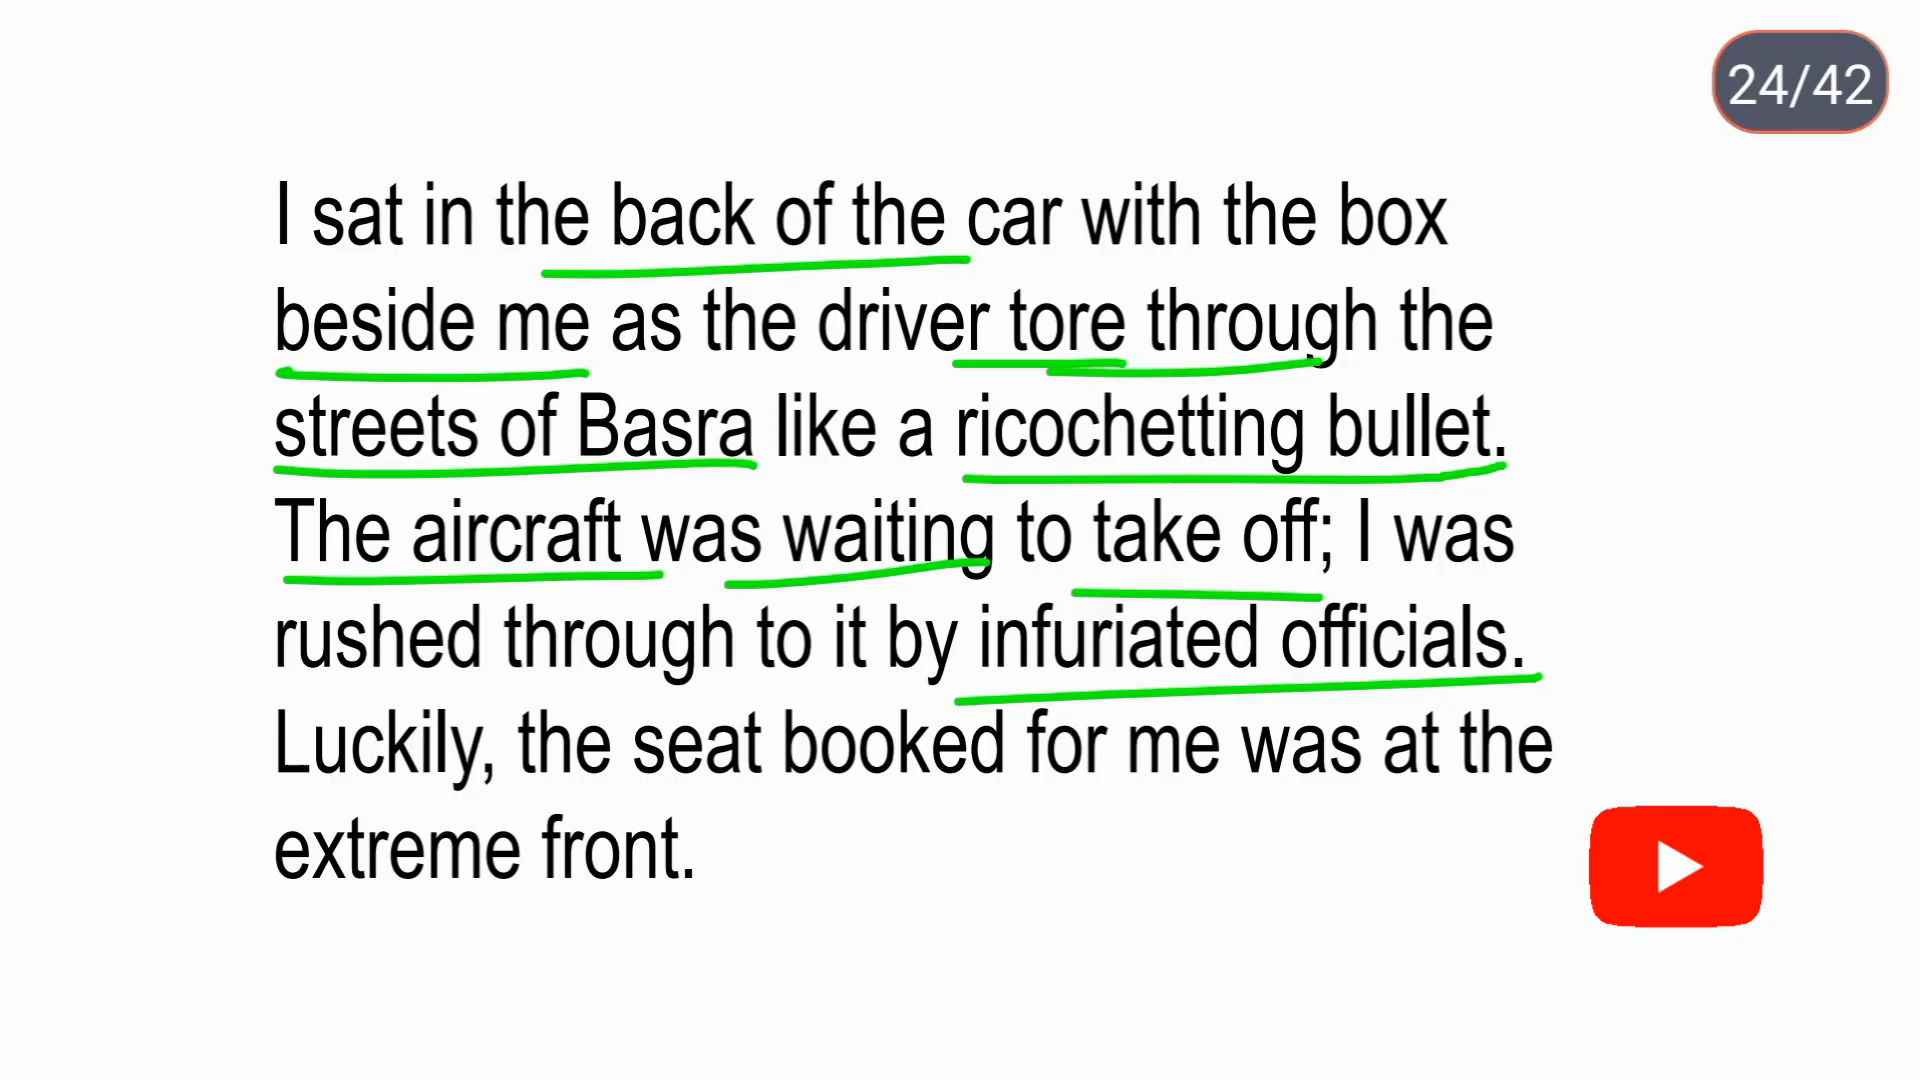 24/42
I sat in the back of the car with the box
beside me as the driver tore through the
streets of Basra like a ricochetting bullet.
The aircraft was waiting to take off; I was
rushed through to it by infuriated officials.
Luckily, the seat booked for me was at the
extreme front.